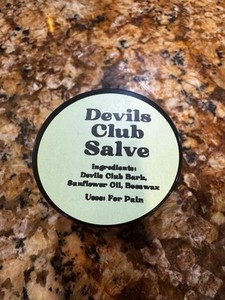 Devils
Club
Salve
Ingredients:
Devils Club Bark,
Sunflower Oil, Beeswax
Uses: For Pain